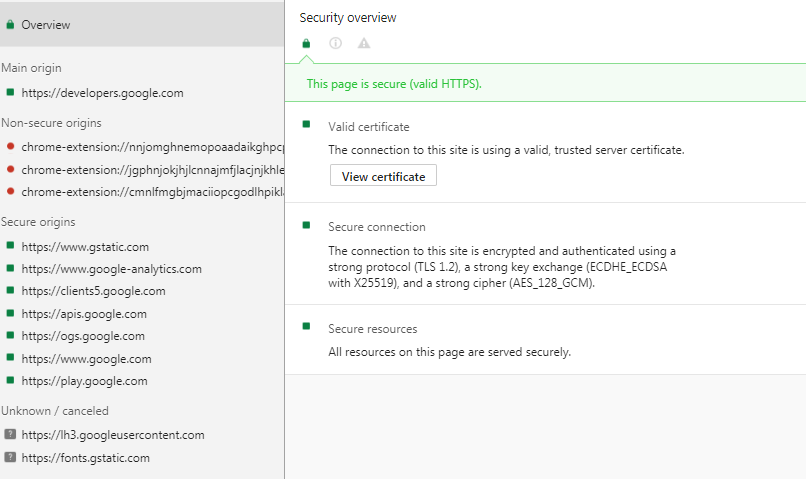 Overview
Main origin
https://developers.google.com
Non-secure origins
chrome-extension://nnjomghnemopoaadaikghpcp
chrome-extension://jgphnjokjhjlcnnajmfjlacjnjkhle
chrome-extension://cmnlfmgbjmaciiopcgodlhpikla
Secure origins
https://www.gstatic.com
https://www.google-analytics.com
https://clients5.google.com
https://apis.google.com
https://ogs.google.com
https://www.google.com
https://play.google.com
Unknown / canceled
https://lh3.googleusercontent.com
https://fonts.gstatic.com
Security overview
This page is secure (valid HTTPS).
Valid certificate
The connection to this site is using a valid, trusted server certificate.
View certificate
Secure connection
The connection to this site is encrypted and authenticated using a
strong protocol (TLS 1.2), a strong key exchange (ECDHE_ECDSA
with X25519), and a strong cipher (AES_128_GCM).
Secure resources
All resources on this page are served securely.